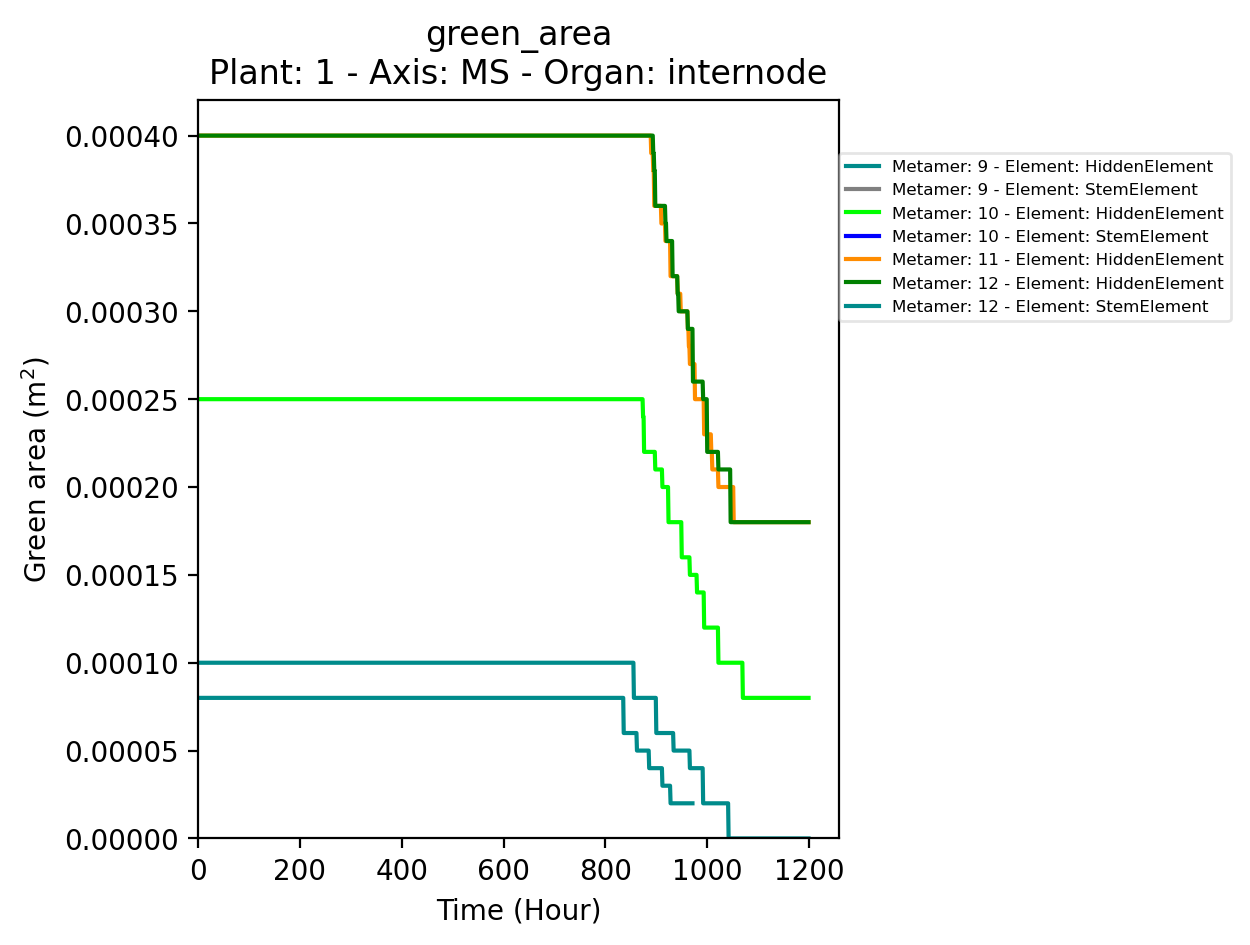 green_area
Plant: 1 - Axis: MS - Organ: internode
0.00040
0.00035
0.00030
0.00025
0.00020
0.00015
0.00010
0.00005
0.00000
Green area (m²)
0 200 400 600 800 1000 1200
Time (Hour)
Metamer: 9 - Element: HiddenElement
Metamer: 9 - Element: StemElement
Metamer: 10 - Element: HiddenElement
Metamer: 10 - Element: StemElement
Metamer: 11 - Element: HiddenElement
Metamer: 12 - Element: HiddenElement
Metamer: 12 - Element: StemElement